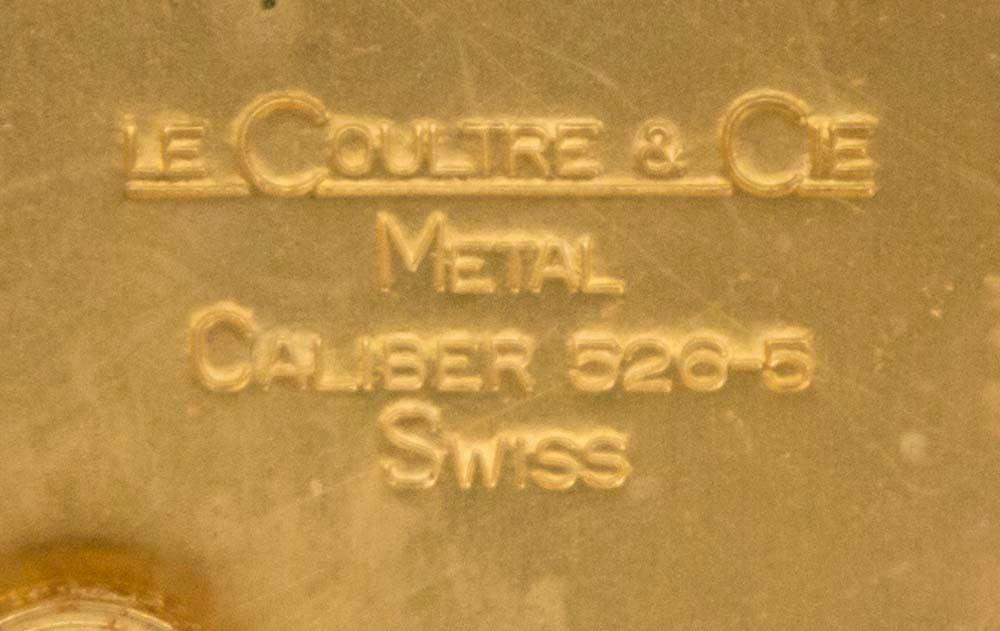 LE COULTRE & CIE
METAL
CALIBER 526-5
SWISS